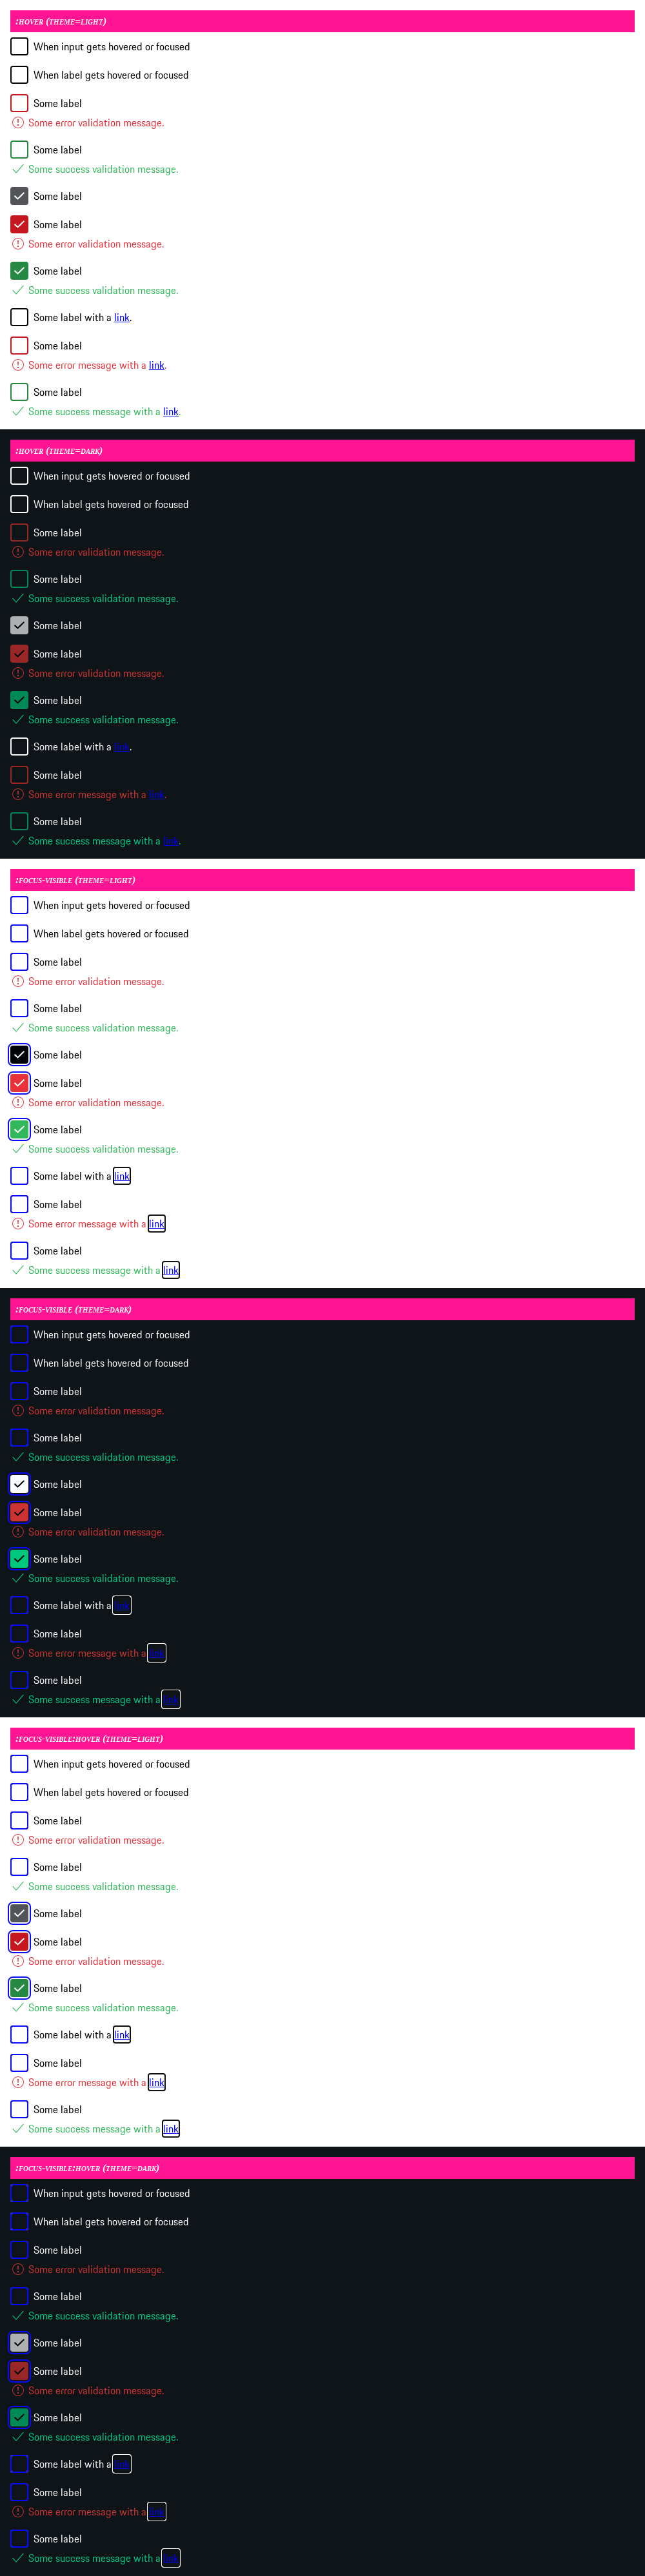 :HOVER (THEME=LIGHT)
When input gets hovered or focused
When label gets hovered or focused
Some label
Some error validation message.
Some label
Some success validation message.
Some label
Some label
Some error validation message.
Some label
Some success validation message.
Some label with a link.
Some label
Some error message with a link.
Some label
Some success message with a link.
:HOVER (THEME=DARK)
When input gets hovered or focused
When label gets hovered or focused
Some label
Some error validation message.
Some label
Some success validation message.
Some label
Some label
Some error validation message.
Some label
Some success validation message.
Some label with a link.
Some label
Some error message with a link.
Some label
Some success message with a link.
:FOCUS-VISIBLE (THEME=LIGHT)
When input gets hovered or focused
When label gets hovered or focused
Some label
Some error validation message.
Some label
Some success validation message.
Some label
Some label
Some error validation message.
Some label
Some success validation message.
Some label with a link
Some label
Some error message with a link
Some label
Some success message with a link
:FOCUS-VISIBLE (THEME=DARK)
When input gets hovered or focused
When label gets hovered or focused
Some label
Some error validation message.
Some label
Some success validation message.
Some label
Some label
Some error validation message.
Some label
Some success validation message.
Some label with a link
Some label
Some error message with a link
Some label
Some success message with a link
:FOCUS-VISIBLE:HOVER (THEME=LIGHT)
When input gets hovered or focused
When label gets hovered or focused
Some label
Some error validation message.
Some label
Some success validation message.
Some label
Some label
Some error validation message.
Some label
Some success validation message.
Some label with a link
Some label
Some error message with a link
Some label
Some success message with a link
:FOCUS-VISIBLE:HOVER (THEME=DARK)
When input gets hovered or focused
When label gets hovered or focused
Some label
Some error validation message.
Some label
Some success validation message.
Some label
Some label
Some error validation message.
Some label
Some success validation message.
Some label with a link
Some label
Some error message with a link
Some label
Some success message with a link